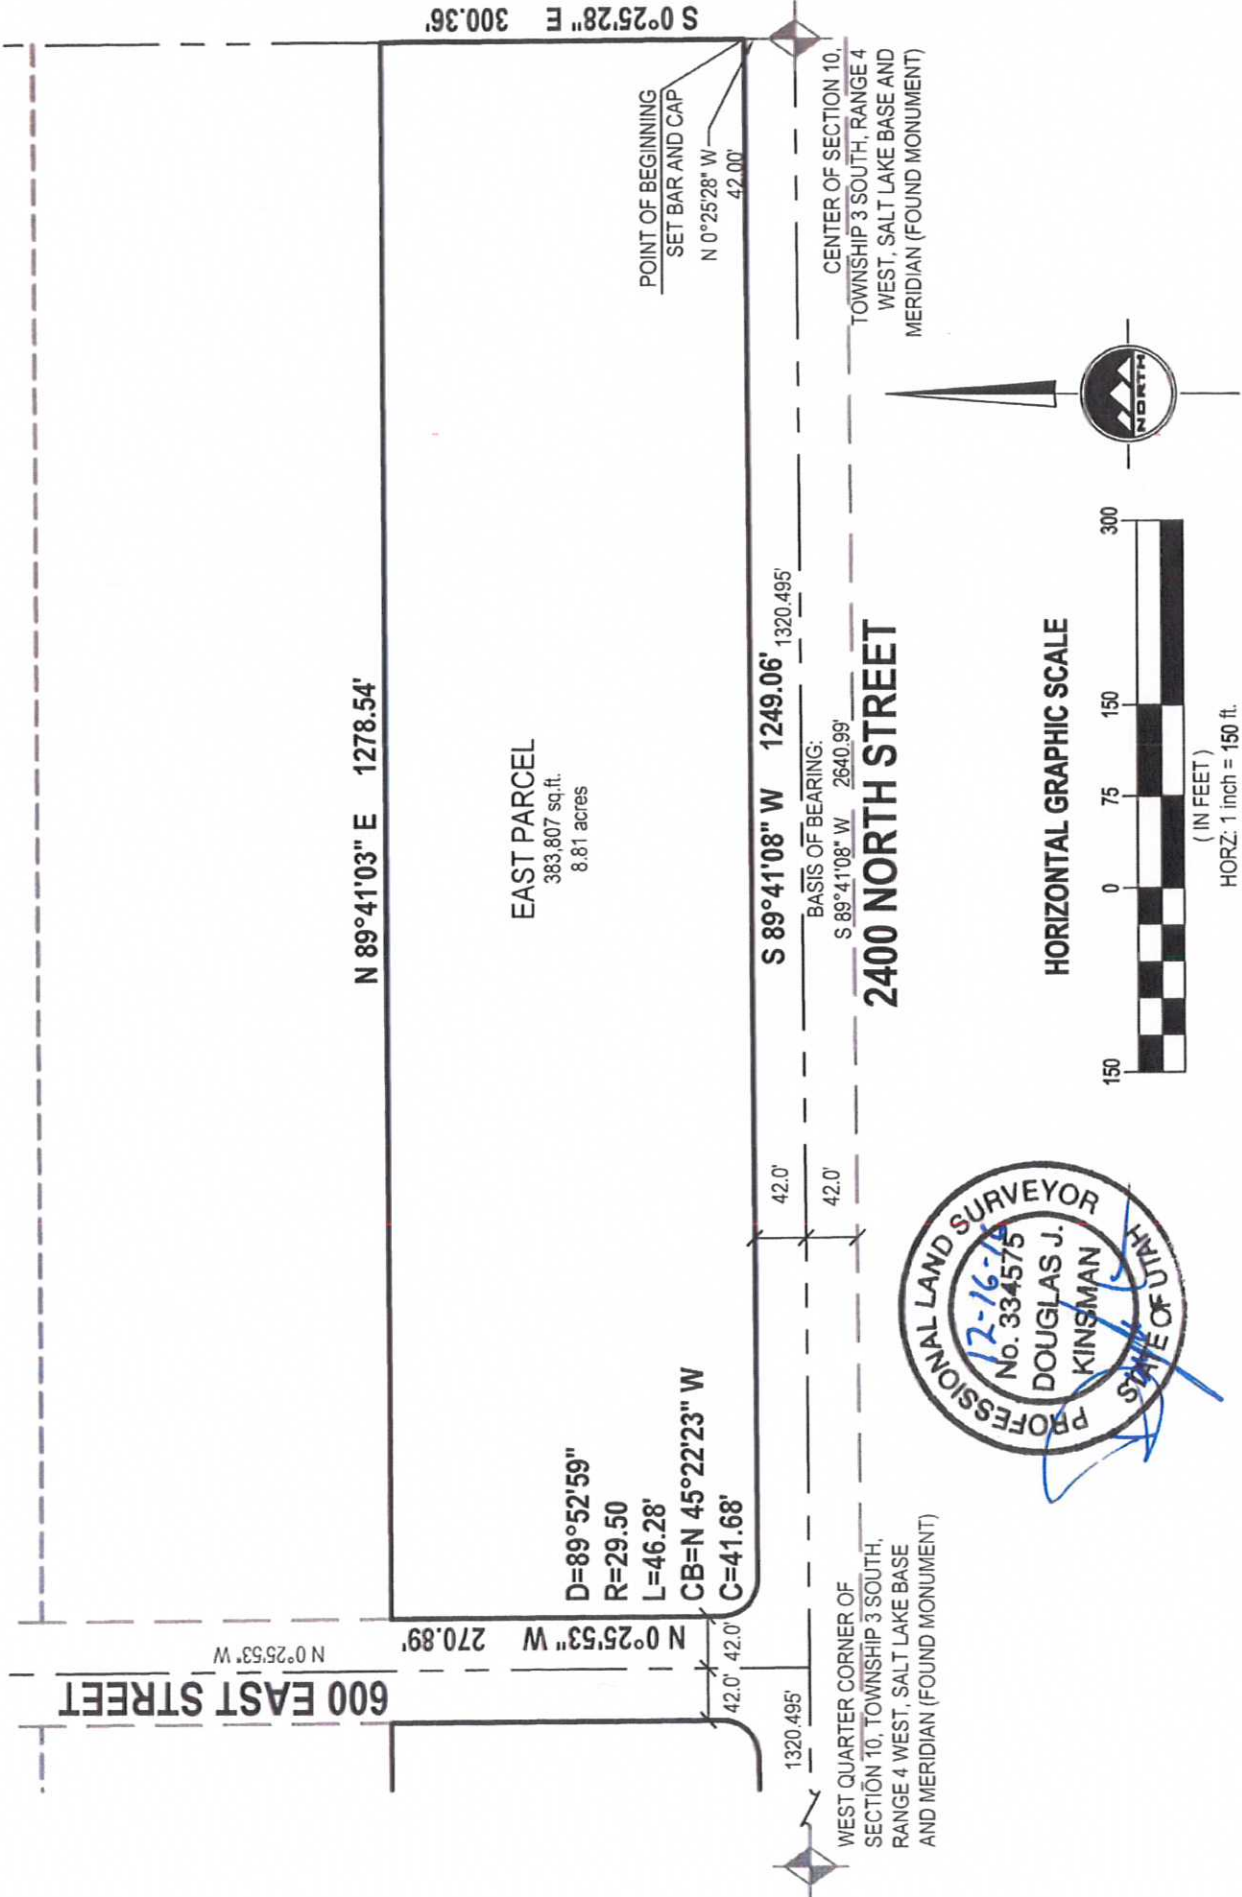 N 0°25'53" W
600 EAST STREET
N 0°25'53" W 270.89'
42.0' 42.0'
1320.495'
WEST QUARTER CORNER OF
SECTION 10, TOWNSHIP 3 SOUTH,
RANGE 4 WEST, SALT LAKE BASE
AND MERIDIAN (FOUND MONUMENT)
D=89°52'59"
R=29.50
L=46.28'
CB=N 45°22'23" W
C=41.68'
N 89°41'03" E 1278.54'
EAST PARCEL
383,807 sq.ft.
8.81 acres
S 89°41'08" W 1249.06'
1320.495'
BASIS OF BEARING:
S 89°41'08" W 2640.99'
2400 NORTH STREET
42.0'
42.0'
S 0°25'28" E 300.36'
POINT OF BEGINNING
SET BAR AND CAP
N 0°25'28" W
42.00'
CENTER OF SECTION 10,
TOWNSHIP 3 SOUTH, RANGE 4
WEST, SALT LAKE BASE AND
MERIDIAN (FOUND MONUMENT)
PROFESSIONAL LAND SURVEYOR
No. 334575
DOUGLAS J.
KINSMAN
STATE OF UTAH
HORIZONTAL GRAPHIC SCALE
150 0 75 150 300
( IN FEET )
HORZ: 1 inch = 150 ft.
NORTH